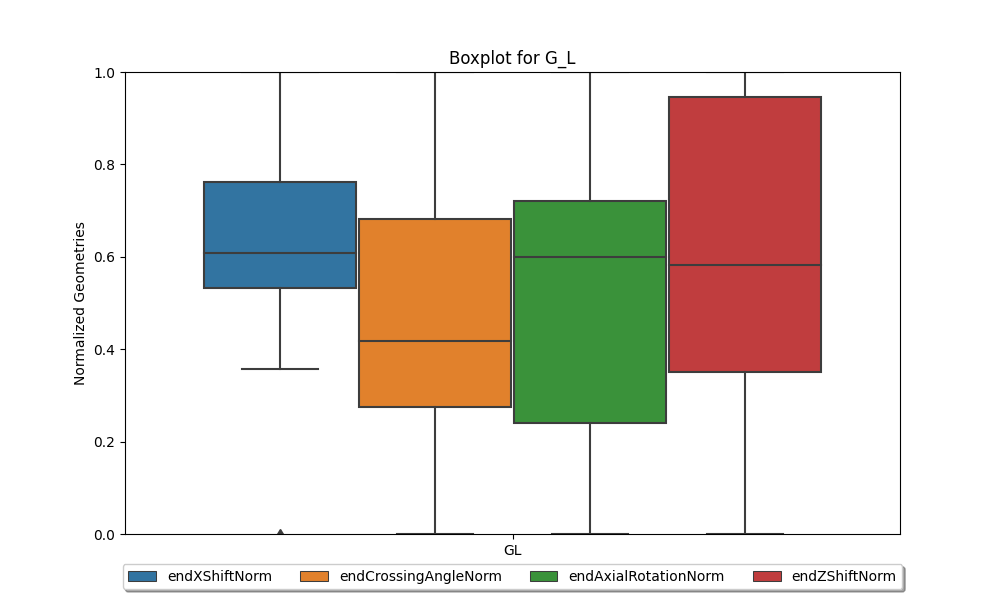 Boxplot for G_L
1.0
0.8
0.6
0.4
0.2
0.0
Normalized Geometries
GL
endXShiftNorm endCrossingAngleNorm endAxialRotationNorm endZShiftNorm